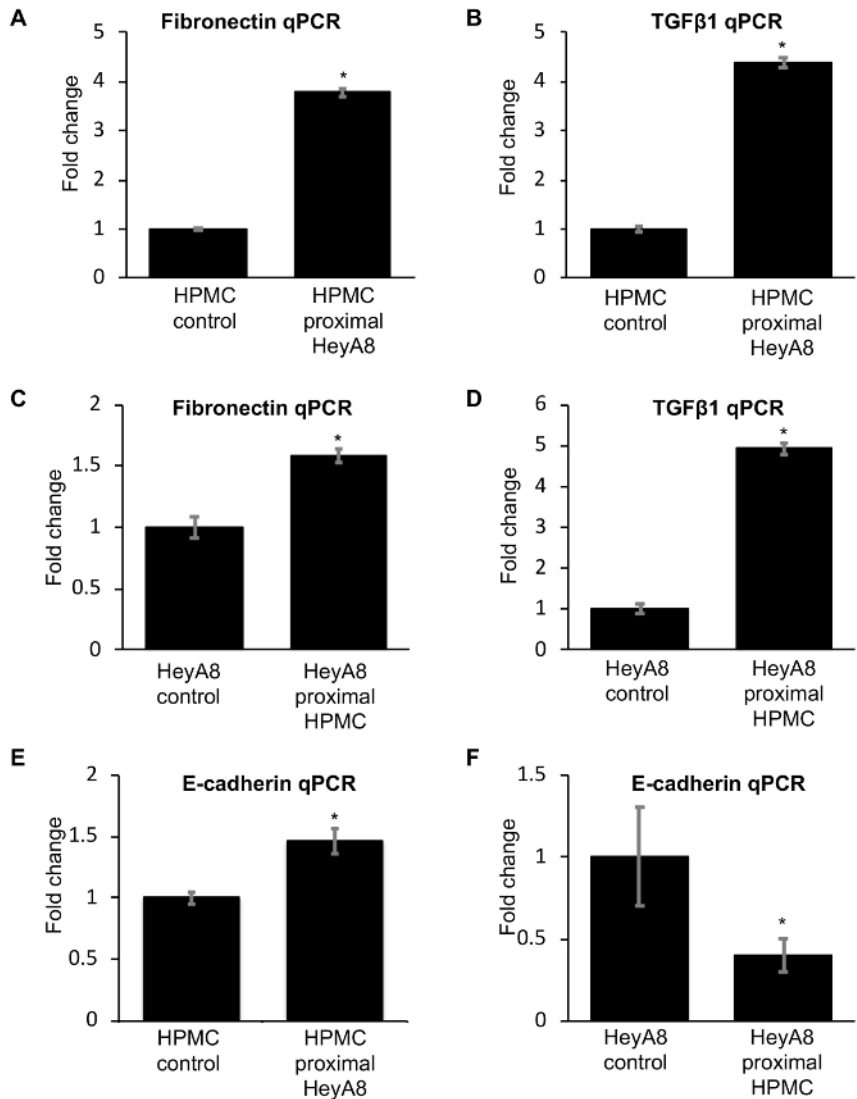 A
Fibronectin qPCR
Fold change
5
4
3
2
1
0
*
HPMC
control
HPMC
proximal
HeyA8
B
TGFβ1 qPCR
Fold change
5
4
3
2
1
0
*
HPMC
control
HPMC
proximal
HeyA8
C
Fibronectin qPCR
Fold change
2
1.5
1
0.5
0
*
HeyA8
control
HeyA8
proximal
HPMC
D
TGFβ1 qPCR
Fold change
6
5
4
3
2
1
0
*
HeyA8
control
HeyA8
proximal
HPMC
E
E-cadherin qPCR
Fold change
2
1.5
1
0.5
0
*
HPMC
control
HPMC
proximal
HeyA8
F
E-cadherin qPCR
Fold change
1.5
1
0.5
0
*
HeyA8
control
HeyA8
proximal
HPMC